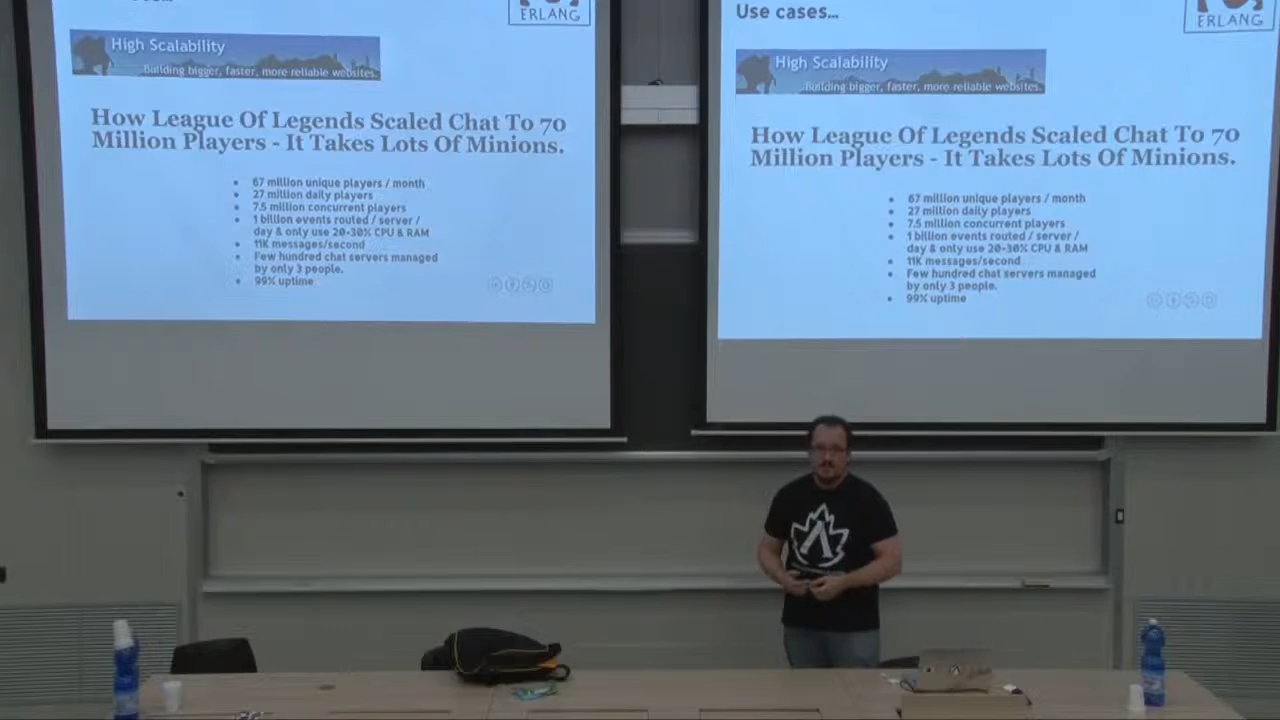 ERLANG
High Scalability
Building bigger, faster, more reliable websites.
How League Of Legends Scaled Chat To 70
Million Players - It Takes Lots Of Minions.
67 million unique players / month
27 million daily players
7.5 million concurrent players
1 billion events routed / server /
day & only use 20-30% CPU & RAM
11K messages/second
Few hundred chat servers managed
by only 3 people.
99% uptime
Use cases...
ERLANG
High Scalability
Building bigger, faster, more reliable websites.
How League Of Legends Scaled Chat To 70
Million Players - It Takes Lots Of Minions.
67 million unique players / month
27 million daily players
7.5 million concurrent players
1 billion events routed / server /
day & only use 20-30% CPU & RAM
11K messages/second
Few hundred chat servers managed
by only 3 people.
99% uptime